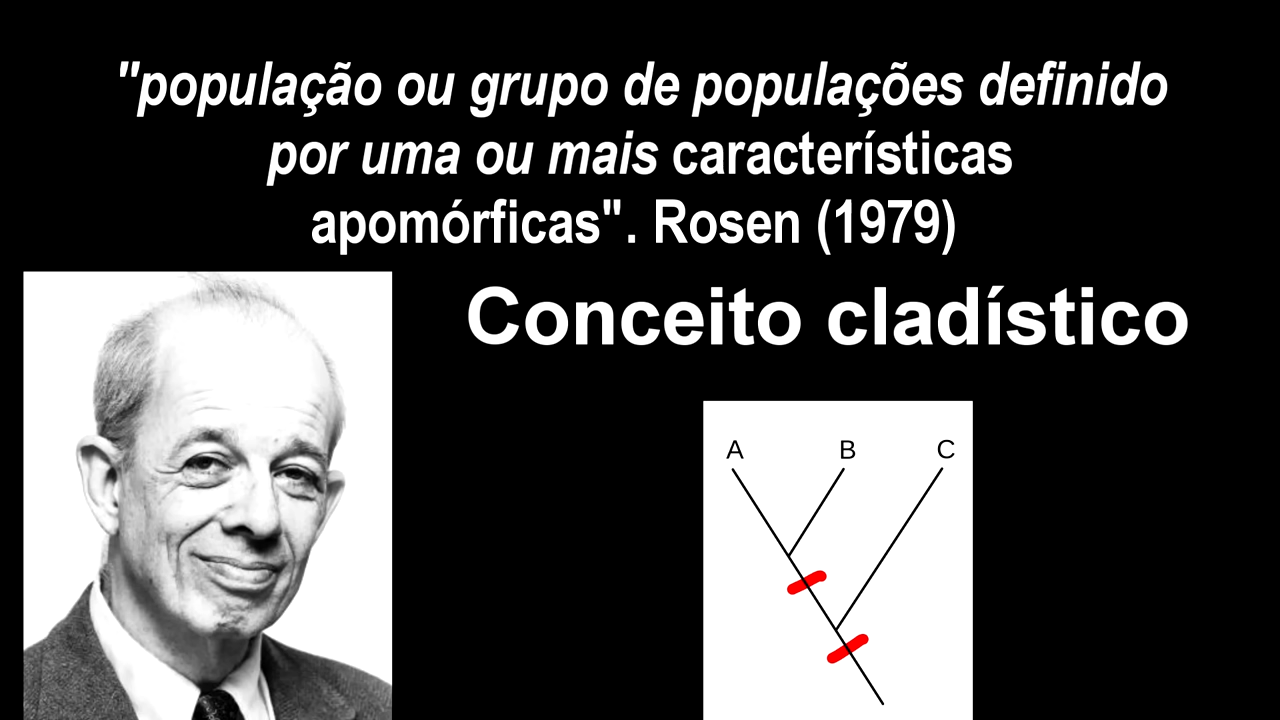 "população ou grupo de populações definido
por uma ou mais características
apomórficas". Rosen (1979)
Conceito cladístico
A B C